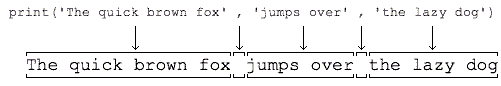 print('The quick brown fox' , 'jumps over' , 'the lazy dog')
The quick brown fox jumps over the lazy dog